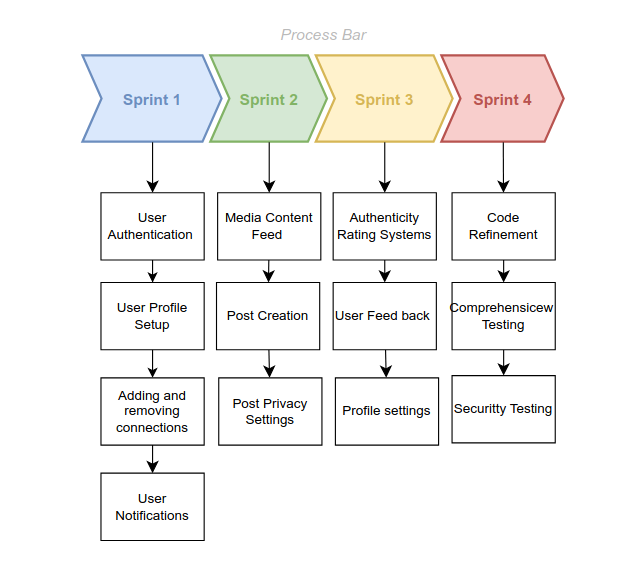 Process Bar
Sprint 1
Sprint 2
Sprint 3
Sprint 4
User
Authentication
Media Content
Feed
Authenticity
Rating Systems
Code
Refinement
User Profile
Setup
Post Creation
User Feed back
Comprehensicew
Testing
Adding and
removing
connections
Post Privacy
Settings
Profile settings
Securitty Testing
User
Notifications